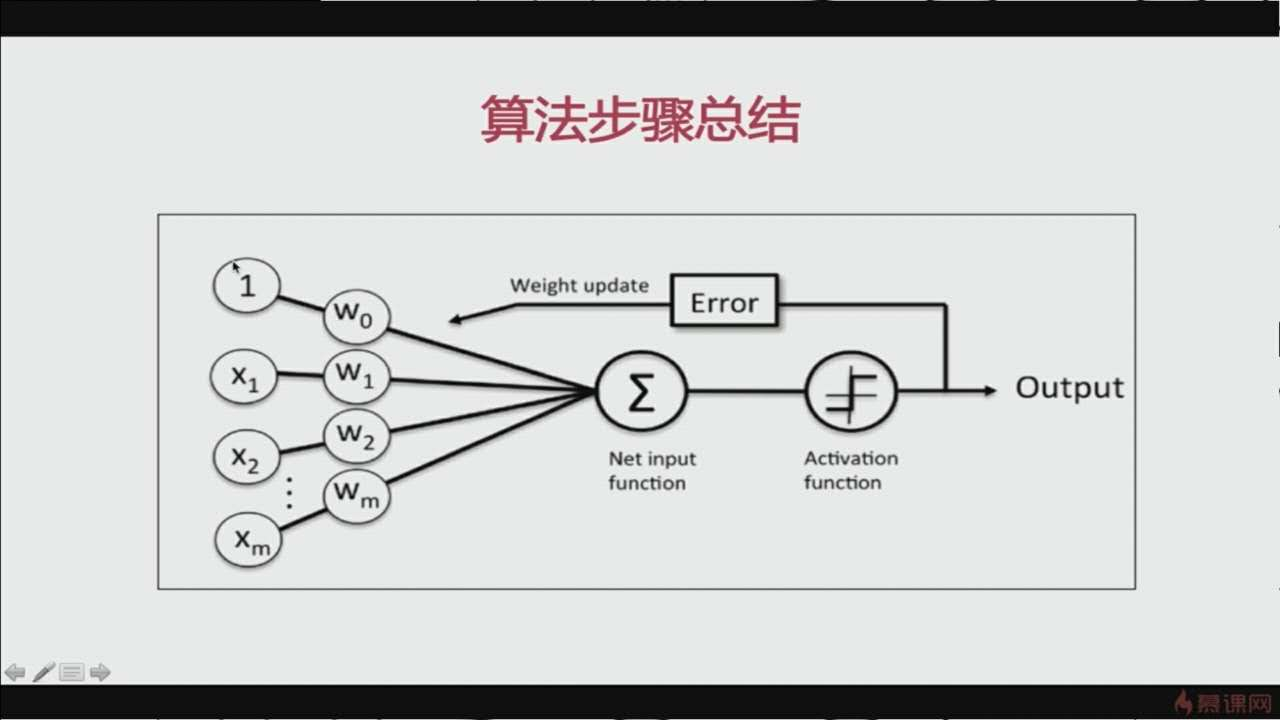 算法步骤总结
1
w0
x1
w1
x2
w2
xm
wm
Weight update
Error
Σ
Net input
function
Activation
function
Output
慕课网